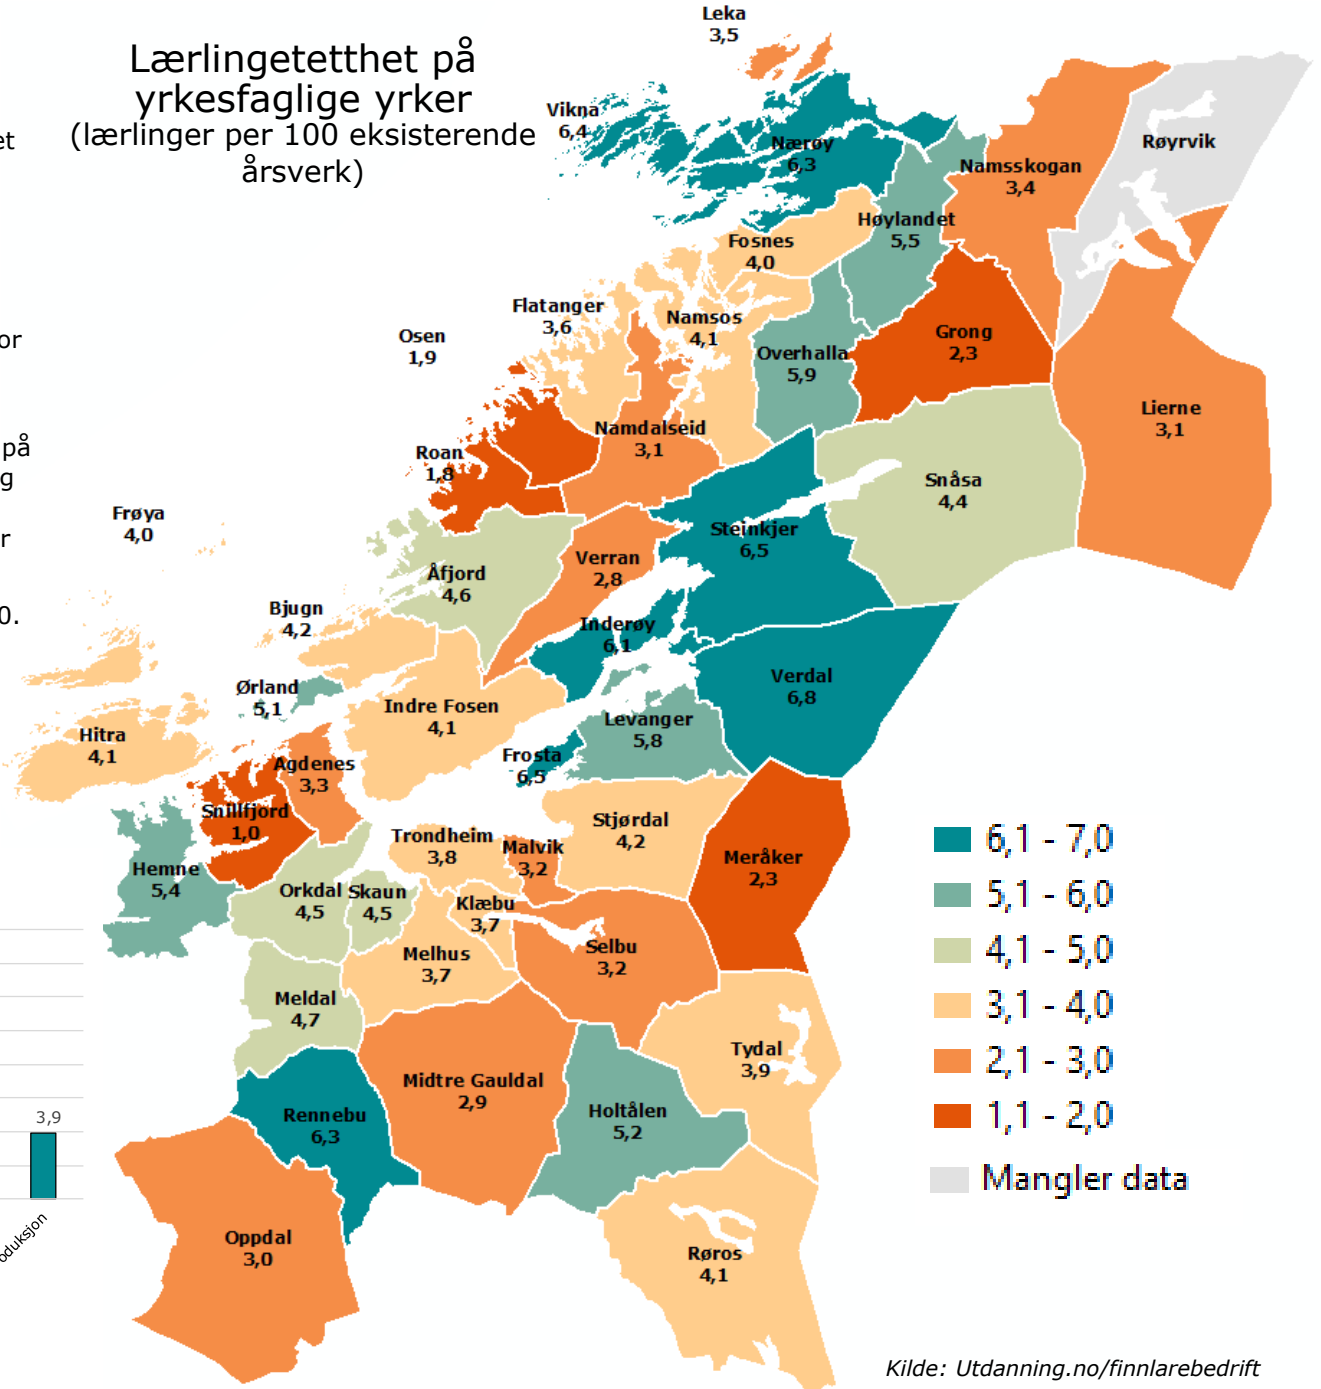 Lærlingetetthet på
yrkesfaglige yrker
(lærlinger per 100 eksisterende
årsverk)
et
or
på
g
r
0.
Leka
3,5
Vikna
6,4
Nærøy
6,3
Røyrvik
Namsskogan
3,4
Høylandet
5,5
Fosnes
4,0
Flatanger
3,6
Namsos
4,1
Osen
1,9
Overhalla
5,9
Grong
2,3
Lierne
3,1
Namdalseid
3,1
Roan
1,8
Snåsa
4,4
Frøya
4,0
Steinkjer
6,5
Verran
2,8
Åfjord
4,6
Bjugn
4,2
Inderøy
6,1
Verdal
6,8
Ørland
5,1
Indre Fosen
4,1
Levanger
5,8
Hitra
4,1
Frosta
6,5
Agdenes
3,3
Snillfjord
1,0
Stjørdal
4,2
Trondheim
3,8
Malvik
3,2
Meråker
2,3
Hemne
5,4
Orkdal
4,5
Skaun
4,5
Klæbu
3,7
Melhus
3,7
Selbu
3,2
Meldal
4,7
Tydal
3,9
Midtre Gauldal
2,9
Rennebu
6,3
Holtålen
5,2
Oppdal
3,0
Røros
4,1
6,1 - 7,0
5,1 - 6,0
4,1 - 5,0
3,1 - 4,0
2,1 - 3,0
1,1 - 2,0
Mangler data
3,9
oduksjon
Kilde: Utdanning.no/finnlarebedrift